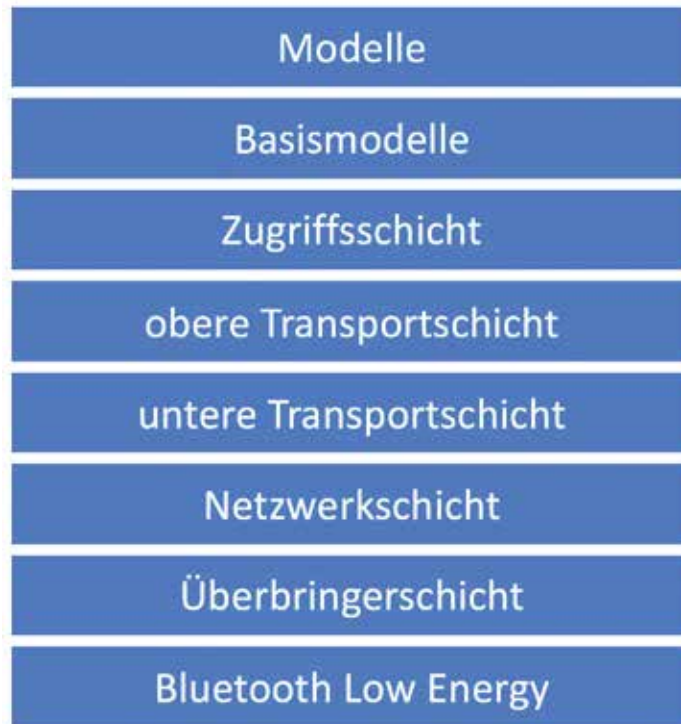 Modelle
Basismodelle
Zugriffsschicht
obere Transportschicht
untere Transportschicht
Netzwerkschicht
Überbringerschicht
Bluetooth Low Energy